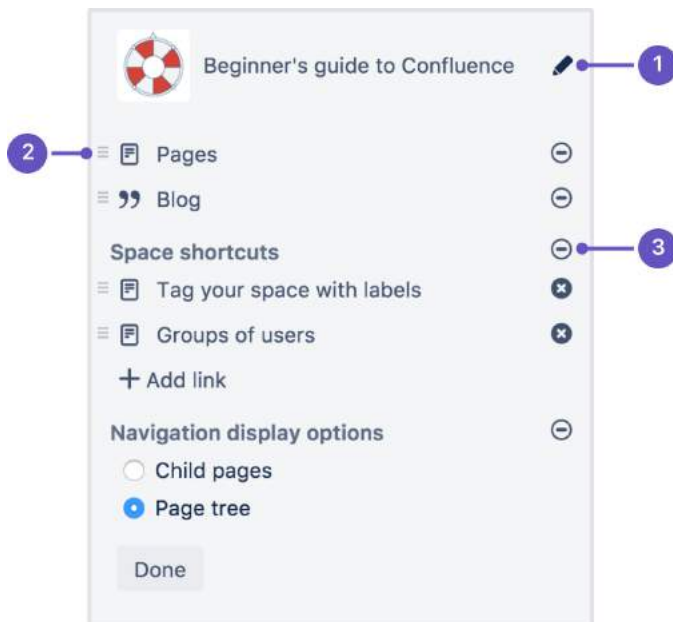 Beginner's guide to Confluence
1
2
Pages
Blog
Space shortcuts
3
Tag your space with labels
Groups of users
Add link
Navigation display options
Child pages
Page tree
Done